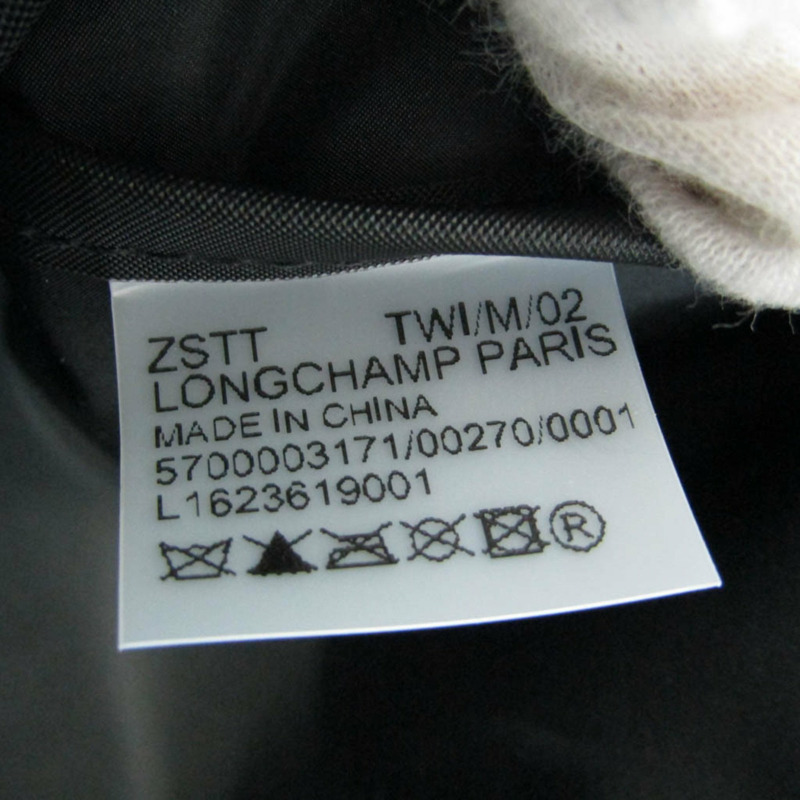 ZSTT TWI/M/02
LONGCHAMP PARIS
MADE IN CHINA
5700003171/00270/0001
L1623619001
R